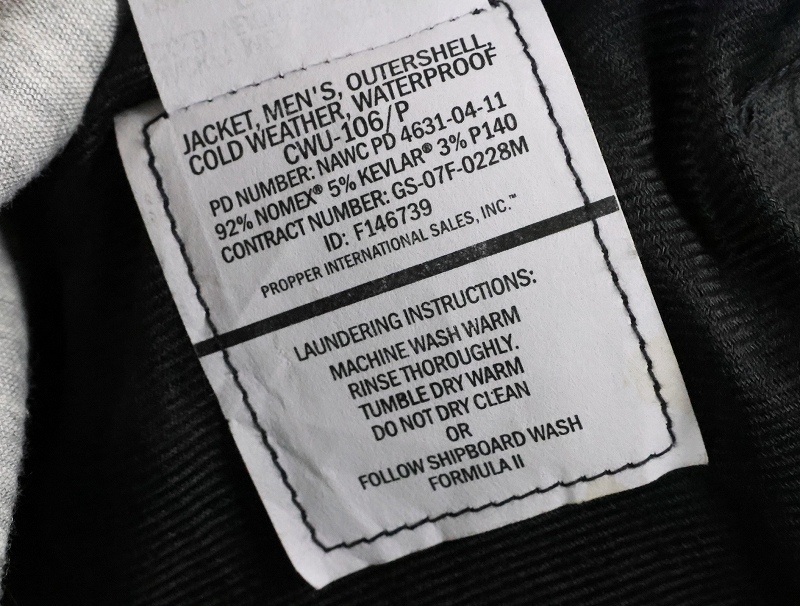 JACKET, MEN'S, OUTERSHELL,
COLD WEATHER, WATERPROOF
CWU-106/P
PD NUMBER: NAWC PD 4631-04-11
92% NOMEX® 5% KEVLAR® 3% P140
CONTRACT NUMBER: GS-07F-0228M
ID: F146739
PROPPER INTERNATIONAL SALES, INC.™
LAUNDERING INSTRUCTIONS:
MACHINE WASH WARM
RINSE THOROUGHLY.
TUMBLE DRY WARM
DO NOT DRY CLEAN
OR
FOLLOW SHIPBOARD WASH
FORMULA II